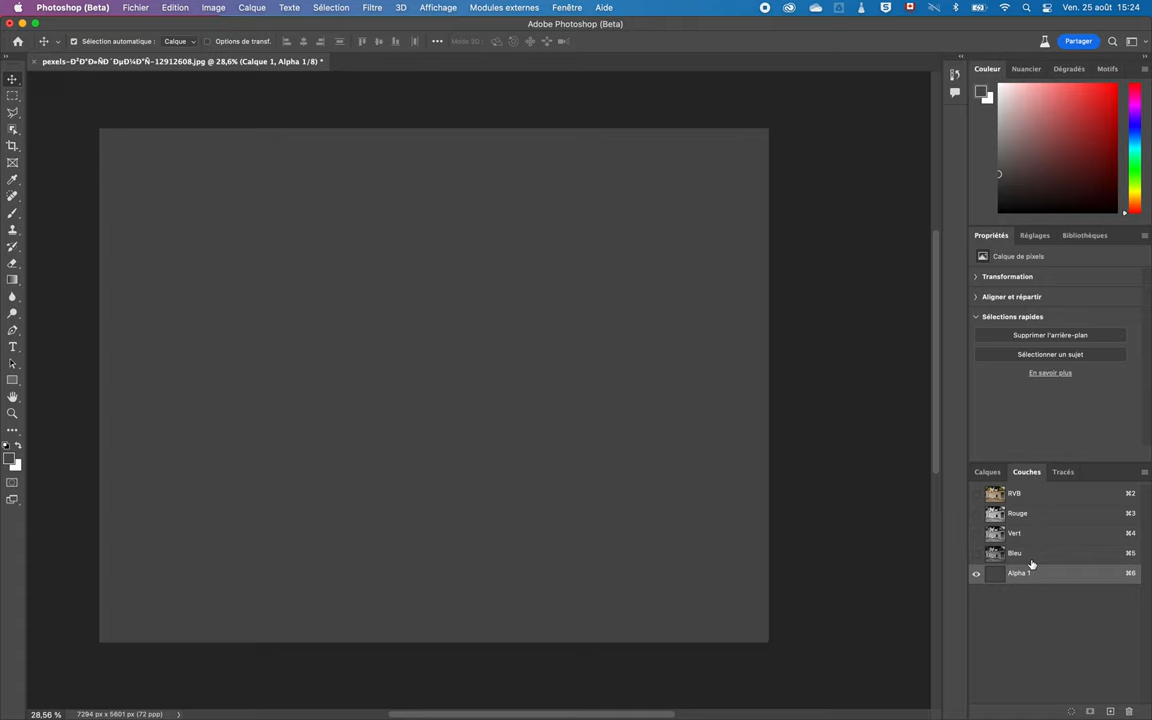 Photoshop (Beta) Fichier Edition Image Calque Texte Sélection Filtre 3D Affichage Modules externes Fenêtre Aide Ven. 25 août 15:24
Adobe Photoshop (Beta)
Sélection automatique : Calque Options de transf. ••• Mode 3D : Partager
pexels-Ð²Ð°Ð»ÑÐ´ÐµÐ¼Ð°Ñ-12912608.jpg @ 28,6% (Calque 1, Alpha 1/8) *
Couleur Nuancier Dégradés Motifs
Propriétés Réglages Bibliothèques
Calque de pixels
Transformation
Aligner et répartir
Sélections rapides
Supprimer l'arrière-plan
Sélectionner un sujet
En savoir plus
Calques Couches Tracés
RVB ⌘2
Rouge ⌘3
Vert ⌘4
Bleu ⌘5
Alpha 1 ⌘6
28,56 % 7294 px x 5601 px (72 ppp)